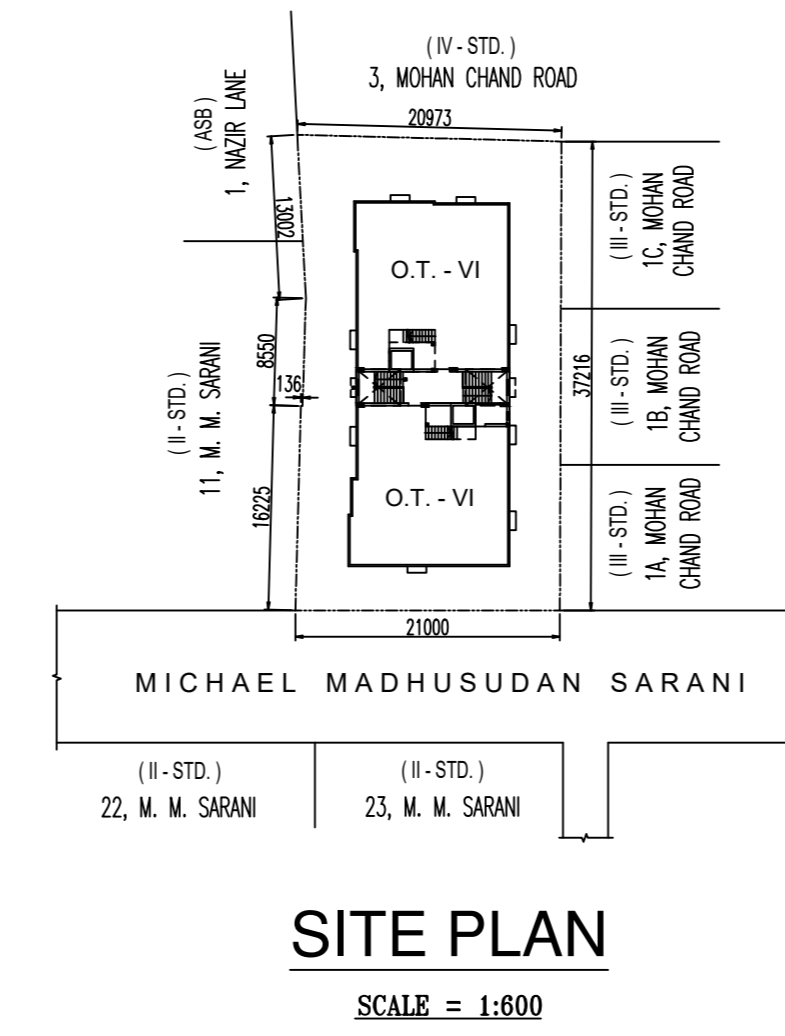 ( IV - STD. )
3, MOHAN CHAND ROAD
20973
( ASB )
1, NAZIR LANE
13002
( III - STD. )
1C, MOHAN
CHAND ROAD
O.T. - VI
8550
136
37216
( II - STD. )
11, M. M. SARANI
( III - STD. )
1B, MOHAN
CHAND ROAD
16225
O.T. - VI
( III - STD. )
1A, MOHAN
CHAND ROAD
21000
MICHAEL MADHUSUDAN SARANI
( II - STD. )
22, M. M. SARANI
( II - STD. )
23, M. M. SARANI
SITE PLAN
SCALE = 1:600